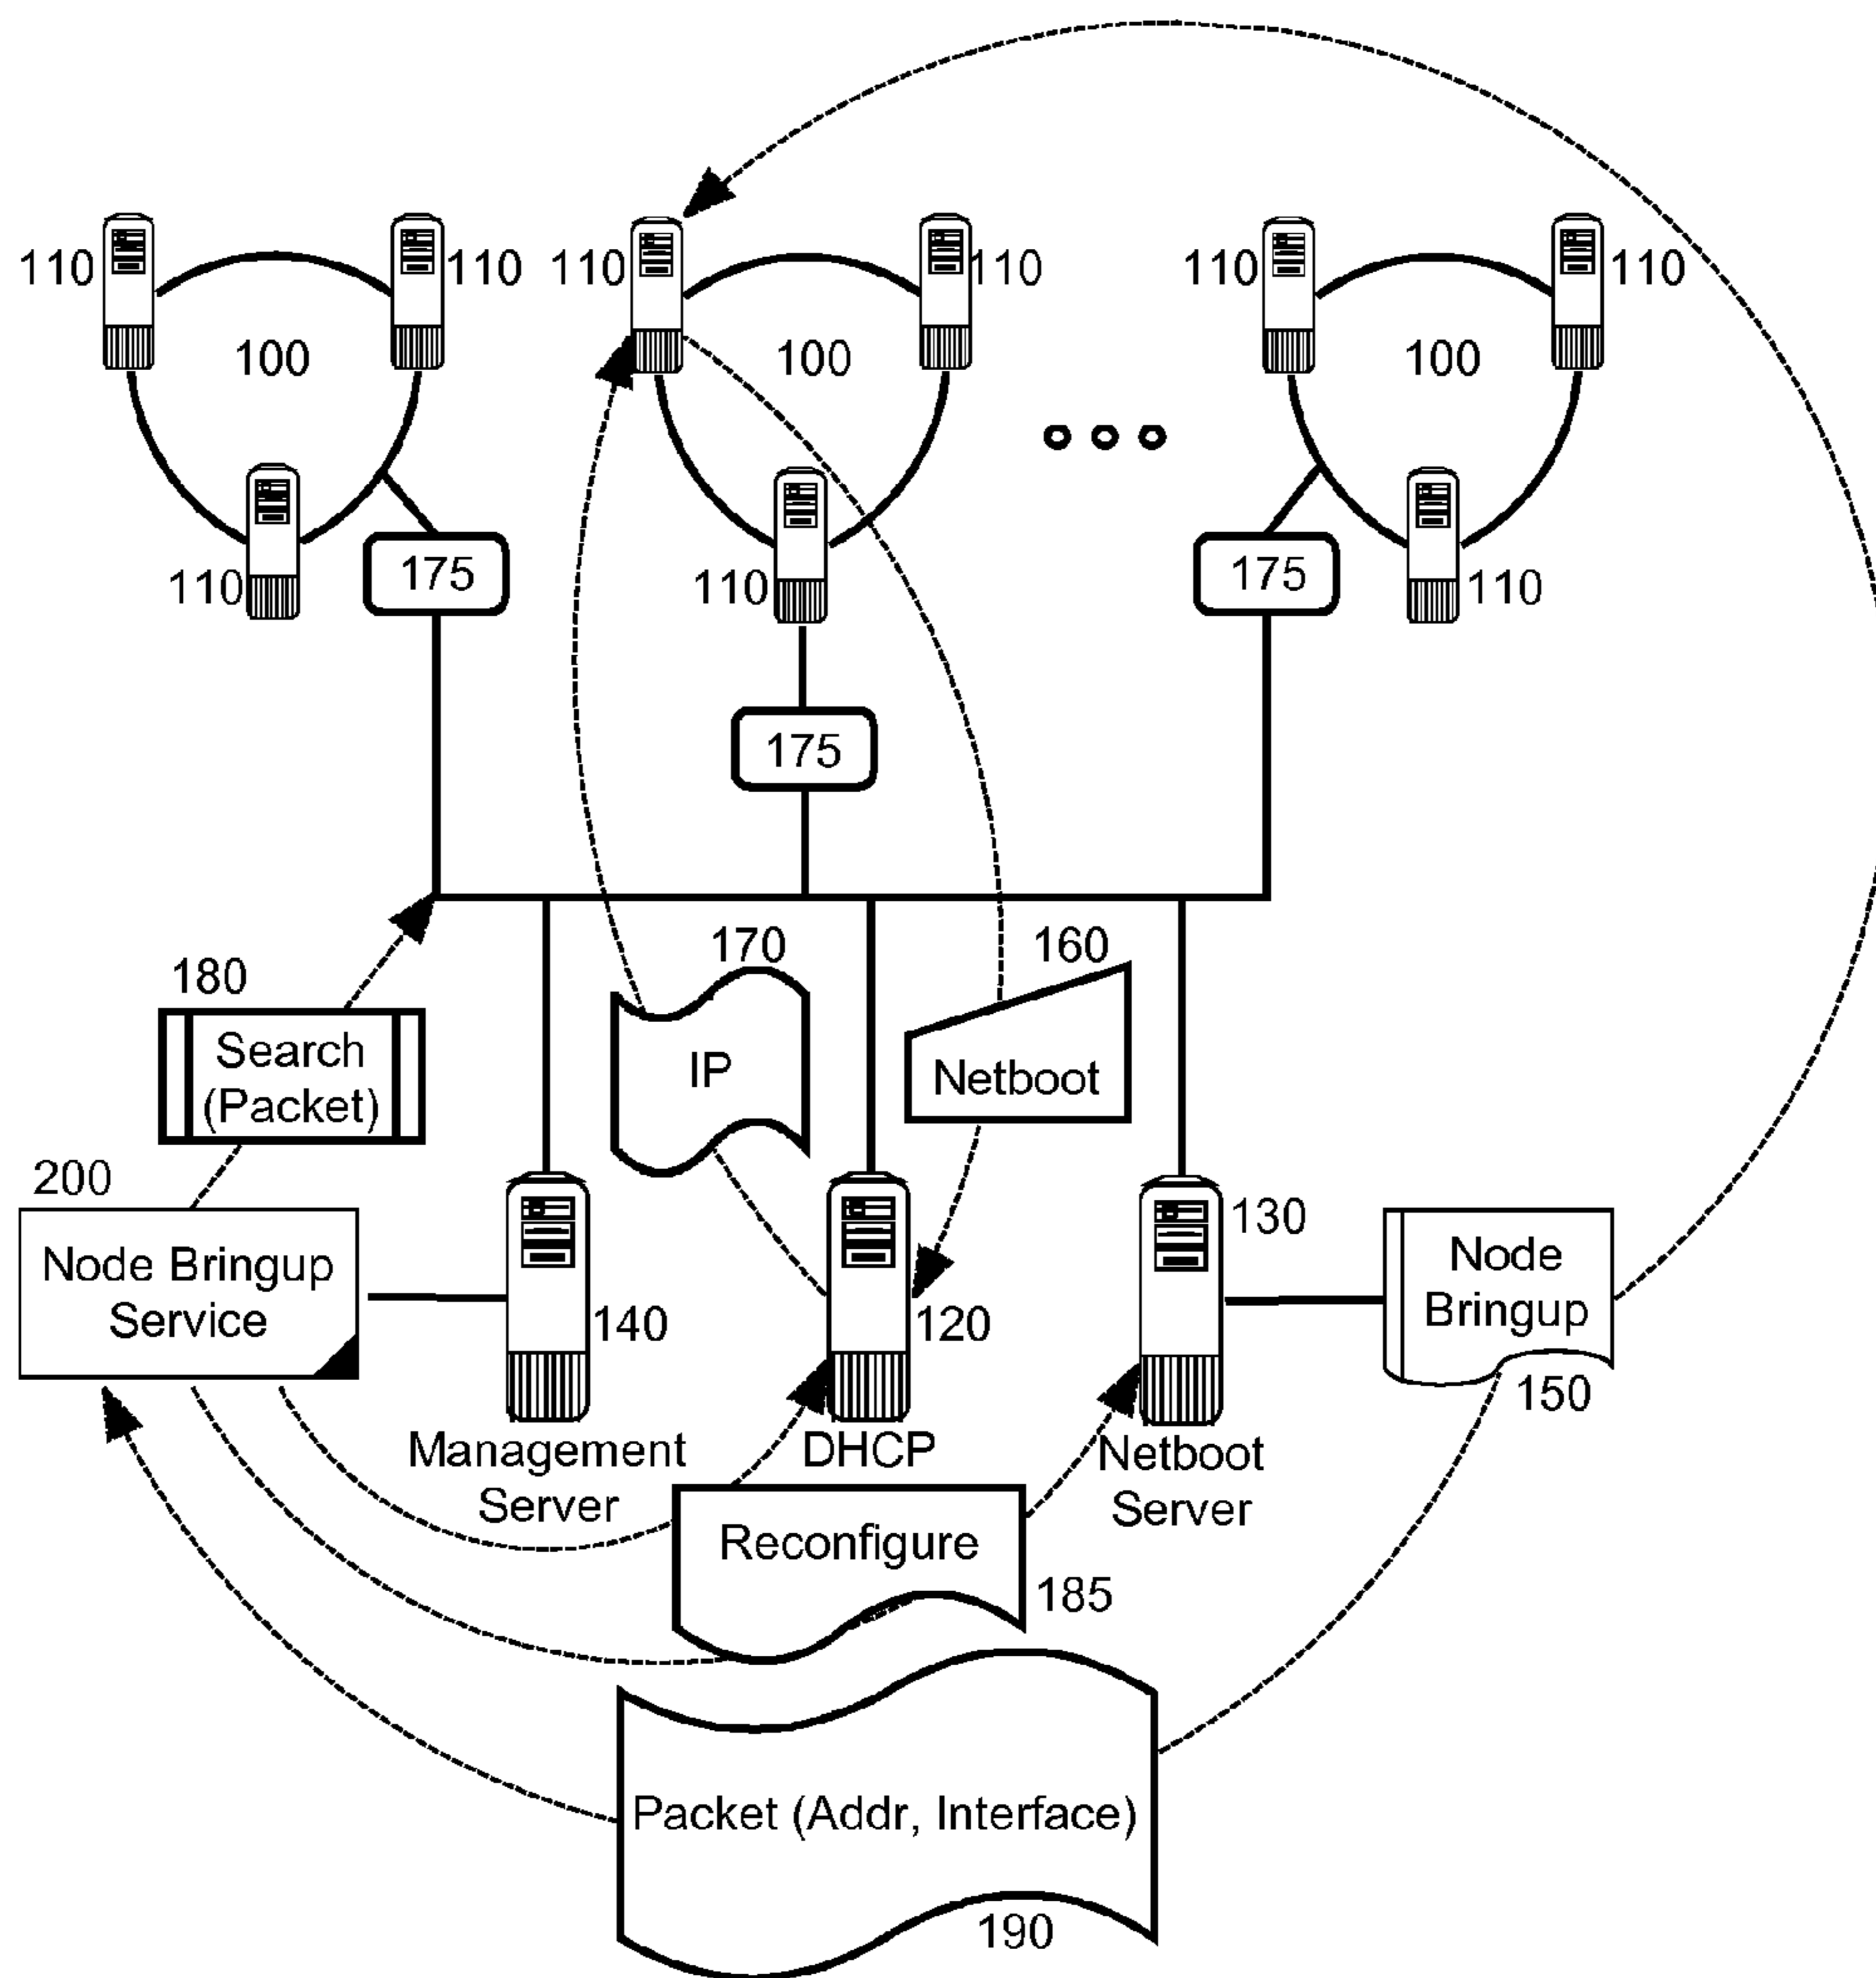 110
110
110
110
110
110
100
100
100
175
175
110
110
110
175
170
160
180
Search
(Packet)
IP
Netboot
200
130
Node Bringup
Service
Node
Bringup
140
120
150
Management
Server
DHCP
Netboot
Server
Reconfigure
185
Packet (Addr, Interface)
190